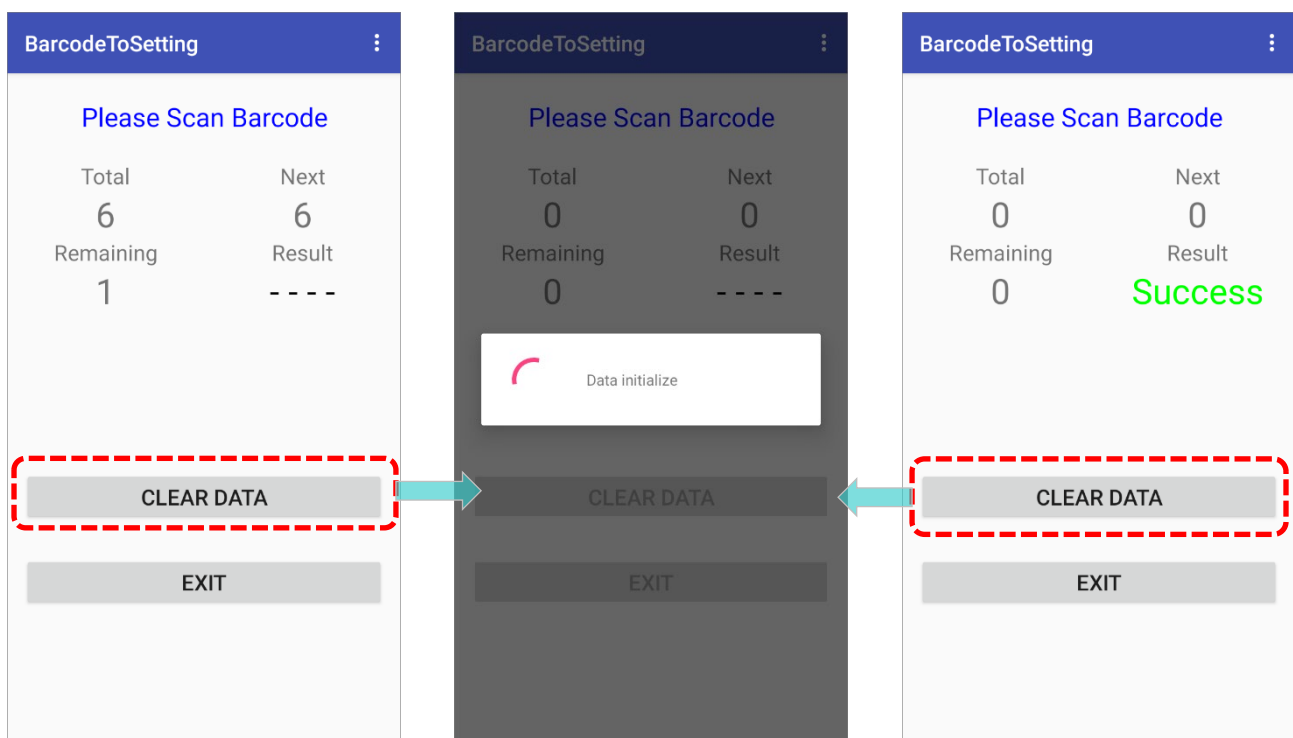 BarcodeToSetting
Please Scan Barcode
Total Next
6 6
Remaining Result
1 ----
CLEAR DATA
EXIT
BarcodeToSetting
Please Scan Barcode
Total Next
0 0
Remaining Result
0 ----
Data initialize
CLEAR DATA
EXIT
BarcodeToSetting
Please Scan Barcode
Total Next
0 0
Remaining Result
0 Success
CLEAR DATA
EXIT